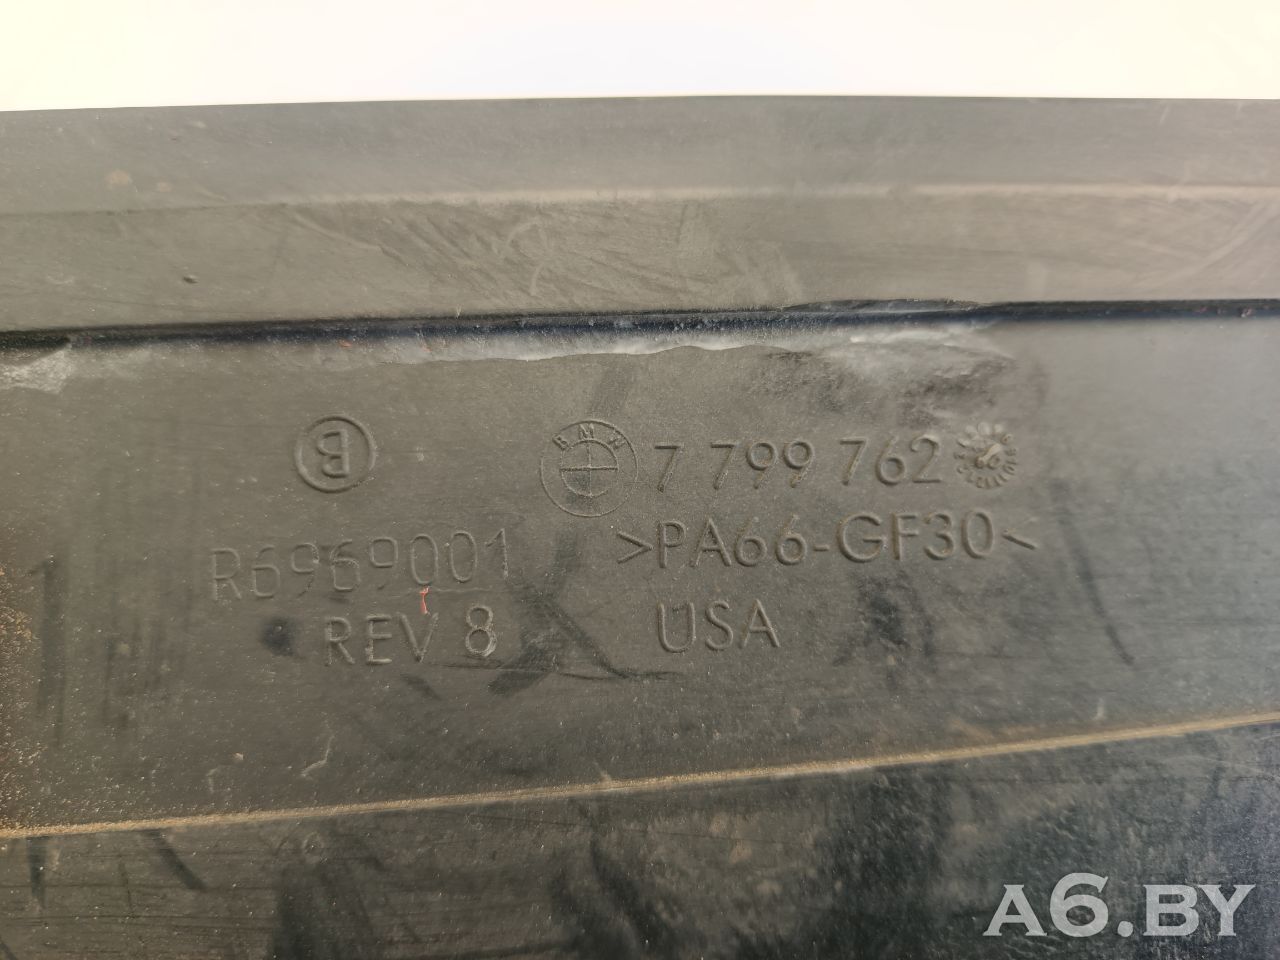 B
BMW 7 799 762
>PA66-GF30<
R6969001
REV 8
USA
A6.BY